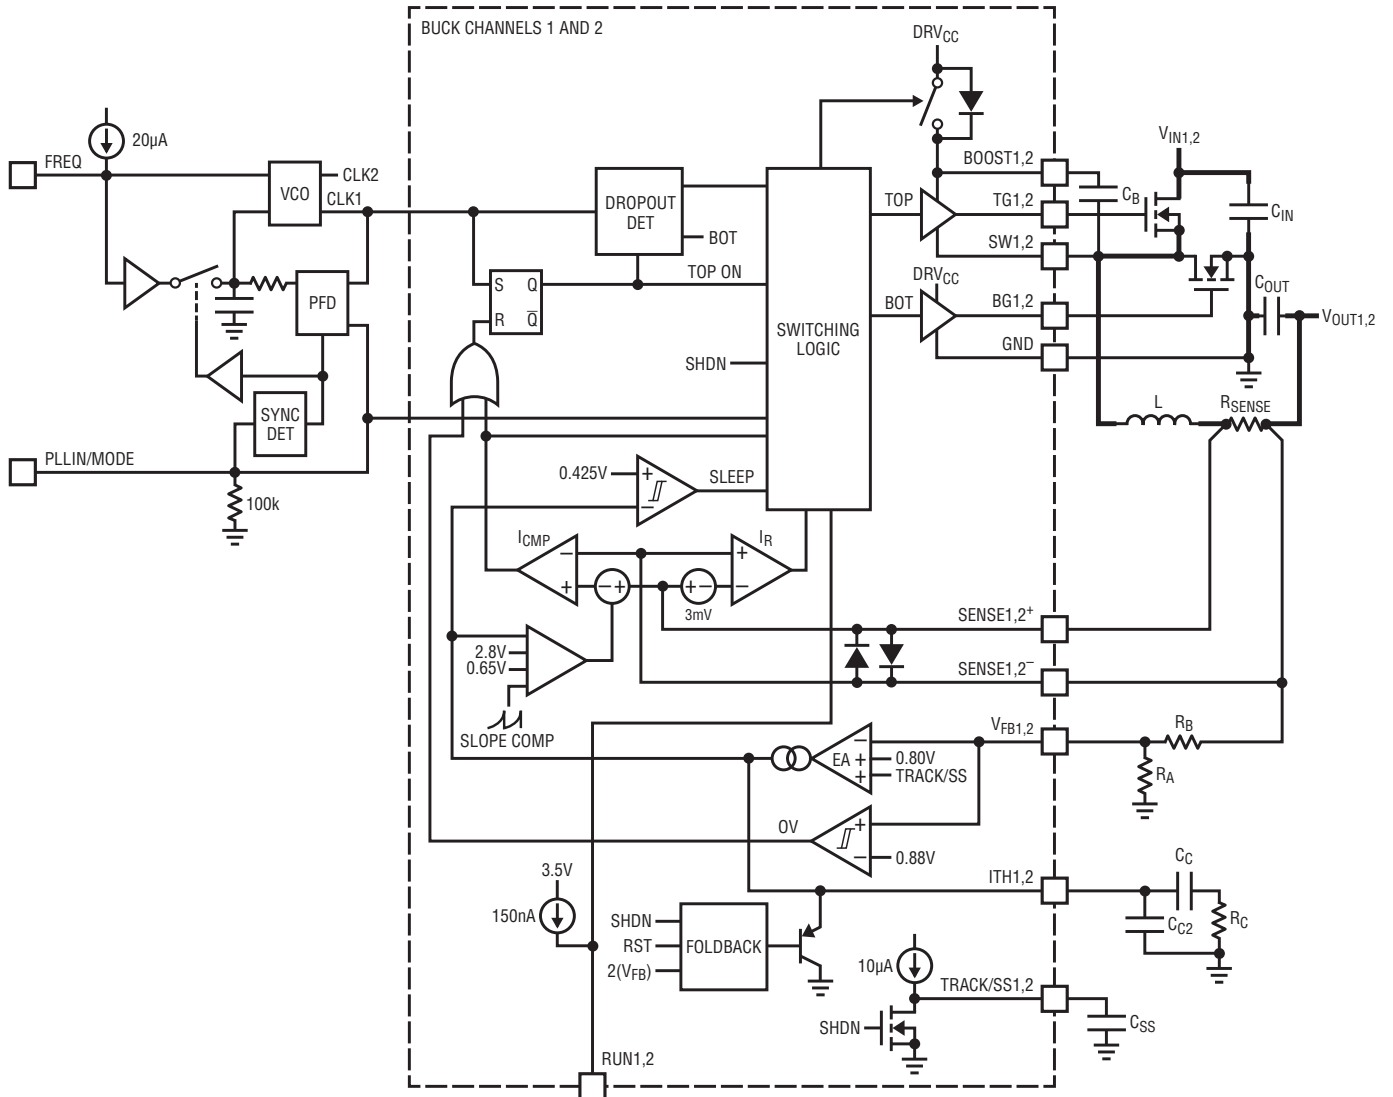 BUCK CHANNELS 1 AND 2
DRVCC
20µA
FREQ
VCO
CLK2
CLK1
DROPOUT
DET
BOT
TOP ON
S Q
R Q̅
PFD
SYNC
DET
PLLIN/MODE
100k
SHDN
SWITCHING
LOGIC
TOP
BOT
DRVCC
BOOST1,2
TG1,2
SW1,2
BG1,2
GND
VIN1,2
CB
CIN
COUT
VOUT1,2
L
RSENSE
0.425V
+
−
SLEEP
ICMP
−
+
− +
+ −
3mV
IR
+
−
2.8V
0.65V
SLOPE COMP
SENSE1,2+
SENSE1,2−
VFB1,2
RB
RA
EA
−
+
+
0.80V
TRACK/SS
OV
+
−
0.88V
3.5V
150nA
SHDN
RST
2(VFB)
FOLDBACK
ITH1,2
CC
CC2
RC
10µA
TRACK/SS1,2
CSS
SHDN
RUN1,2